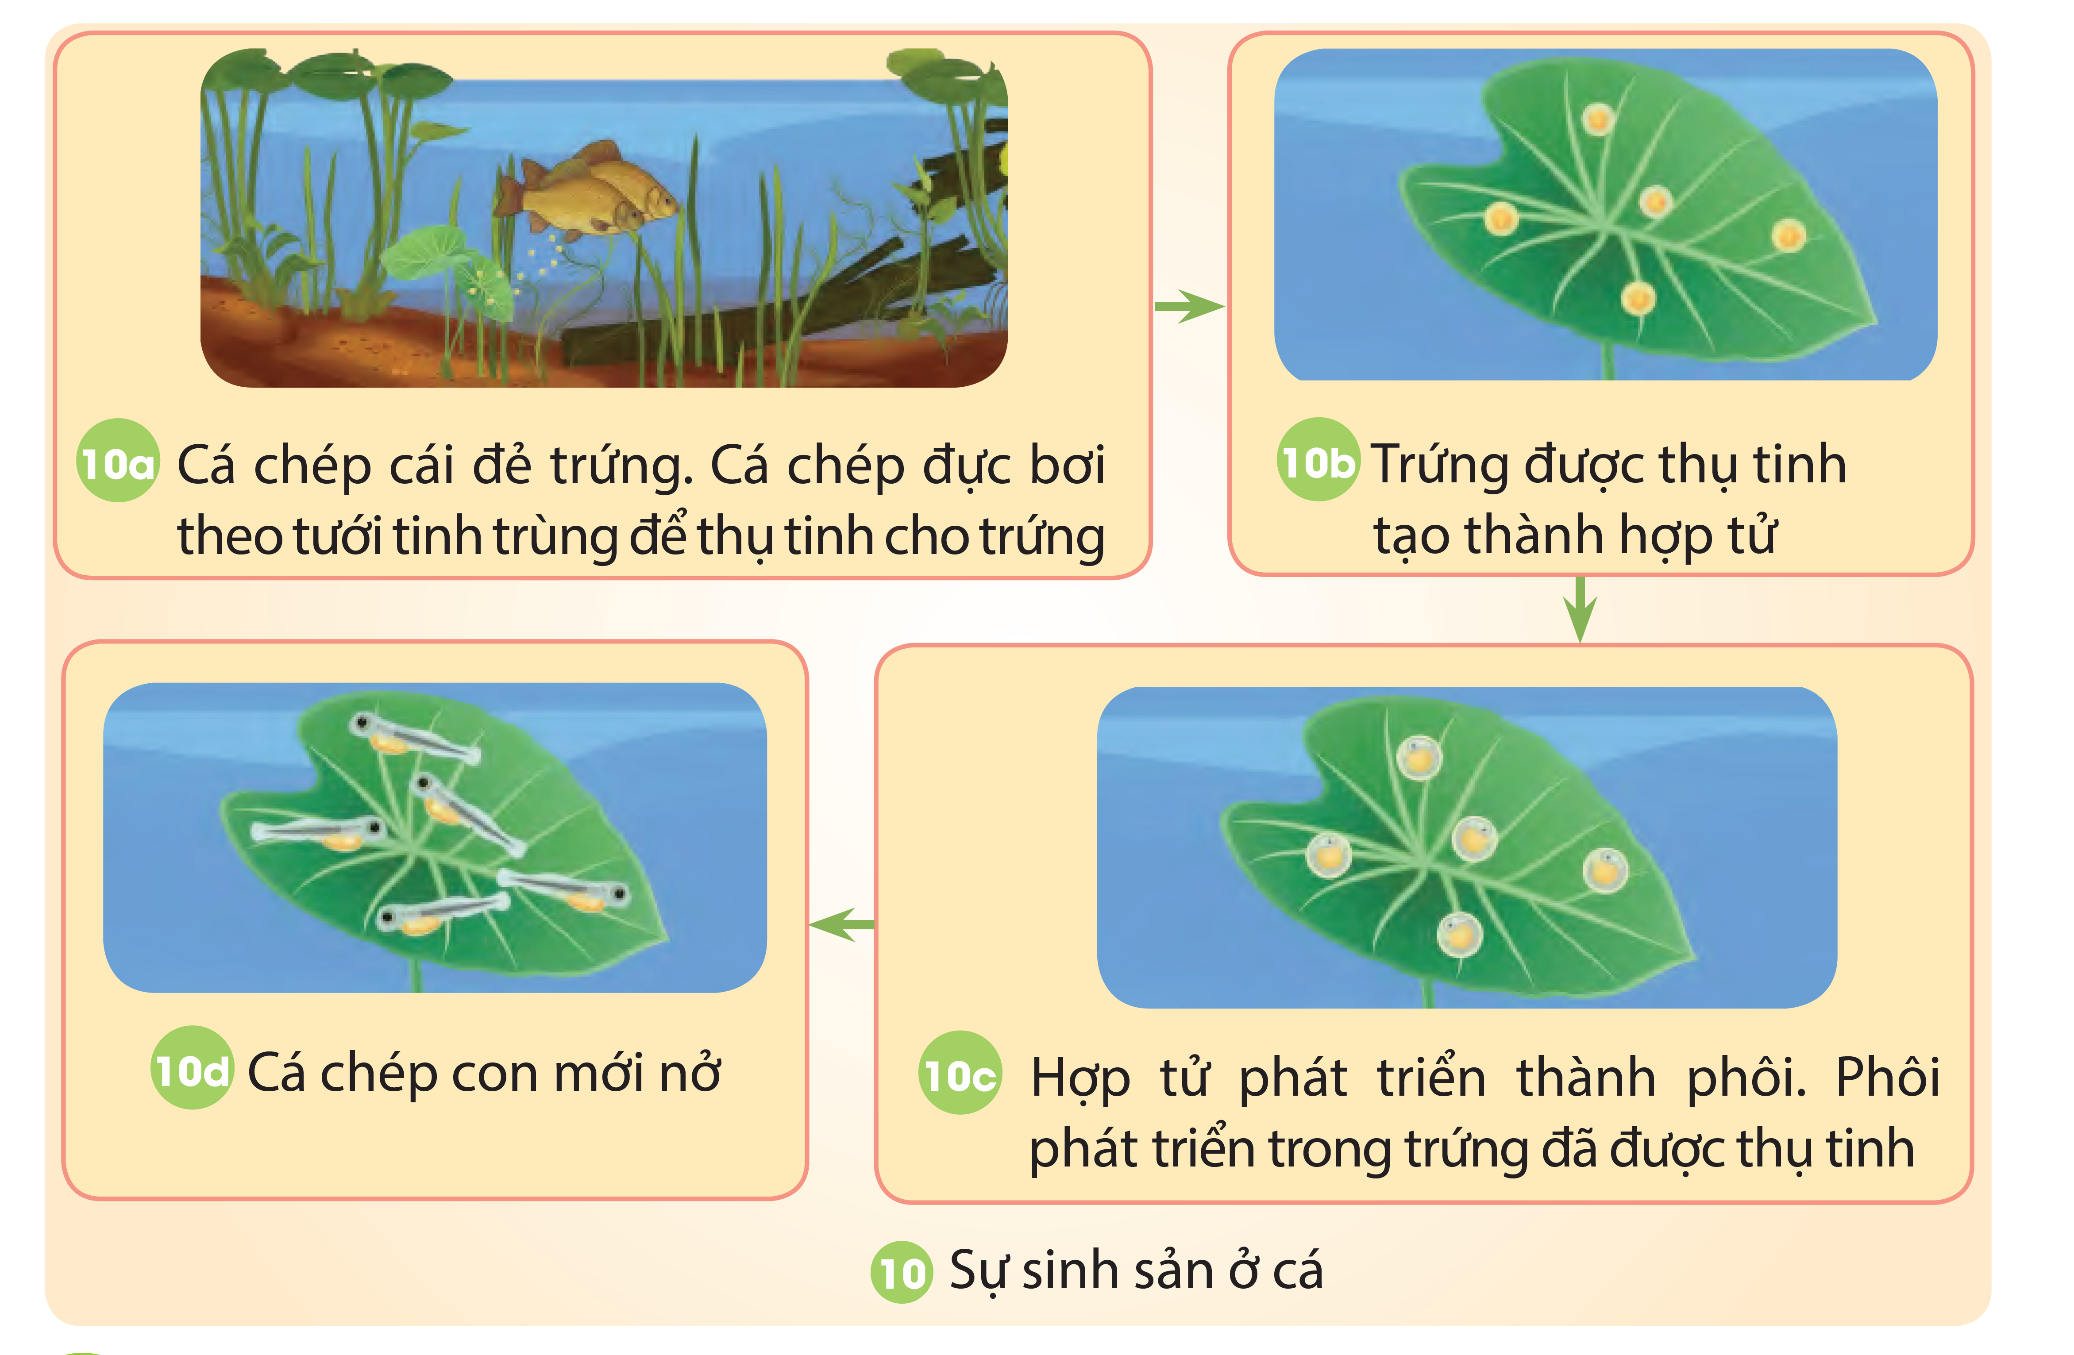 10a Cá chép cái đẻ trứng. Cá chép đực bơi
theo tưới tinh trùng để thụ tinh cho trứng
10b Trứng được thụ tinh
tạo thành hợp tử
10c Hợp tử phát triển thành phôi. Phôi
phát triển trong trứng đã được thụ tinh
10d Cá chép con mới nở
10 Sự sinh sản ở cá